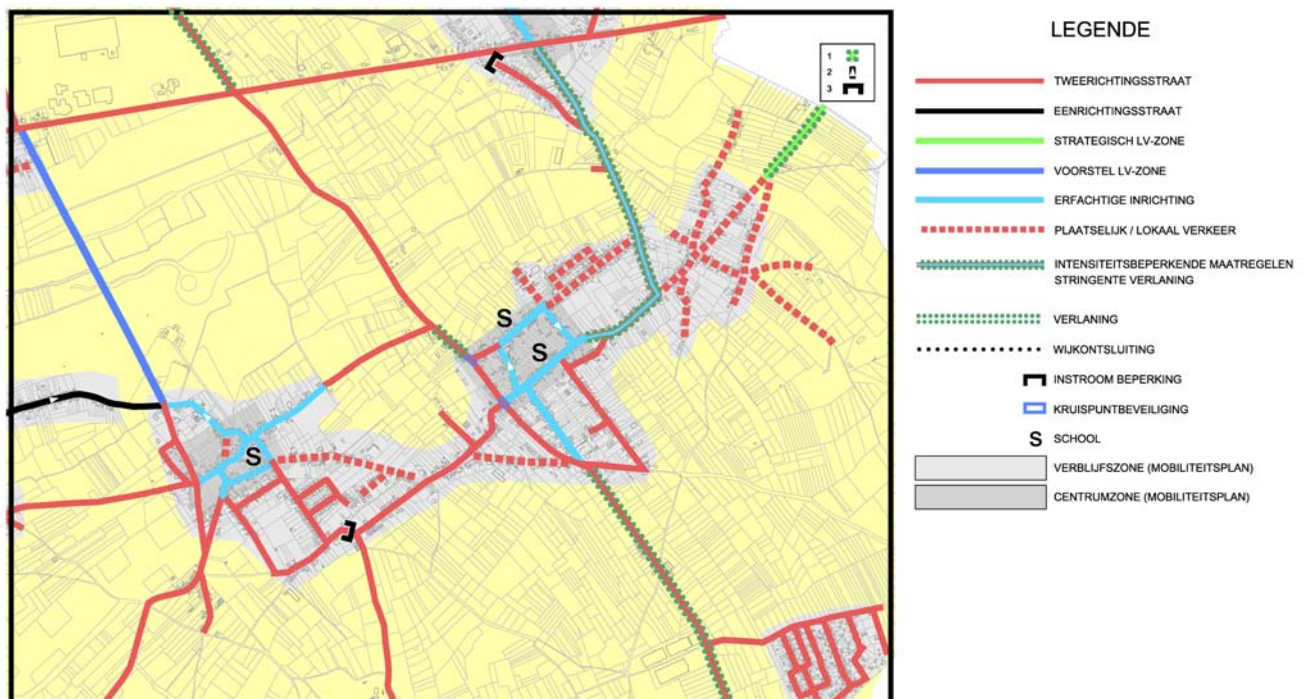 LEGENDE
1
2
3
TWEERICHTINGSSTRAAT
EENRICHTINGSSTRAAT
STRATEGISCH LV-ZONE
VOORSTEL LV-ZONE
ERFACHTIGE INRICHTING
PLAATSELIJK / LOKAAL VERKEER
INTENSITEITSBEPERKENDE MAATREGELEN
STRINGENTE VERLANING
VERLANING
WIJKONTSLUITING
INSTROOM BEPERKING
KRUISPUNTBEVEILIGING
S SCHOOL
VERBLIJFSZONE (MOBILITEITSPLAN)
CENTRUMZONE (MOBILITEITSPLAN)
S
S
S